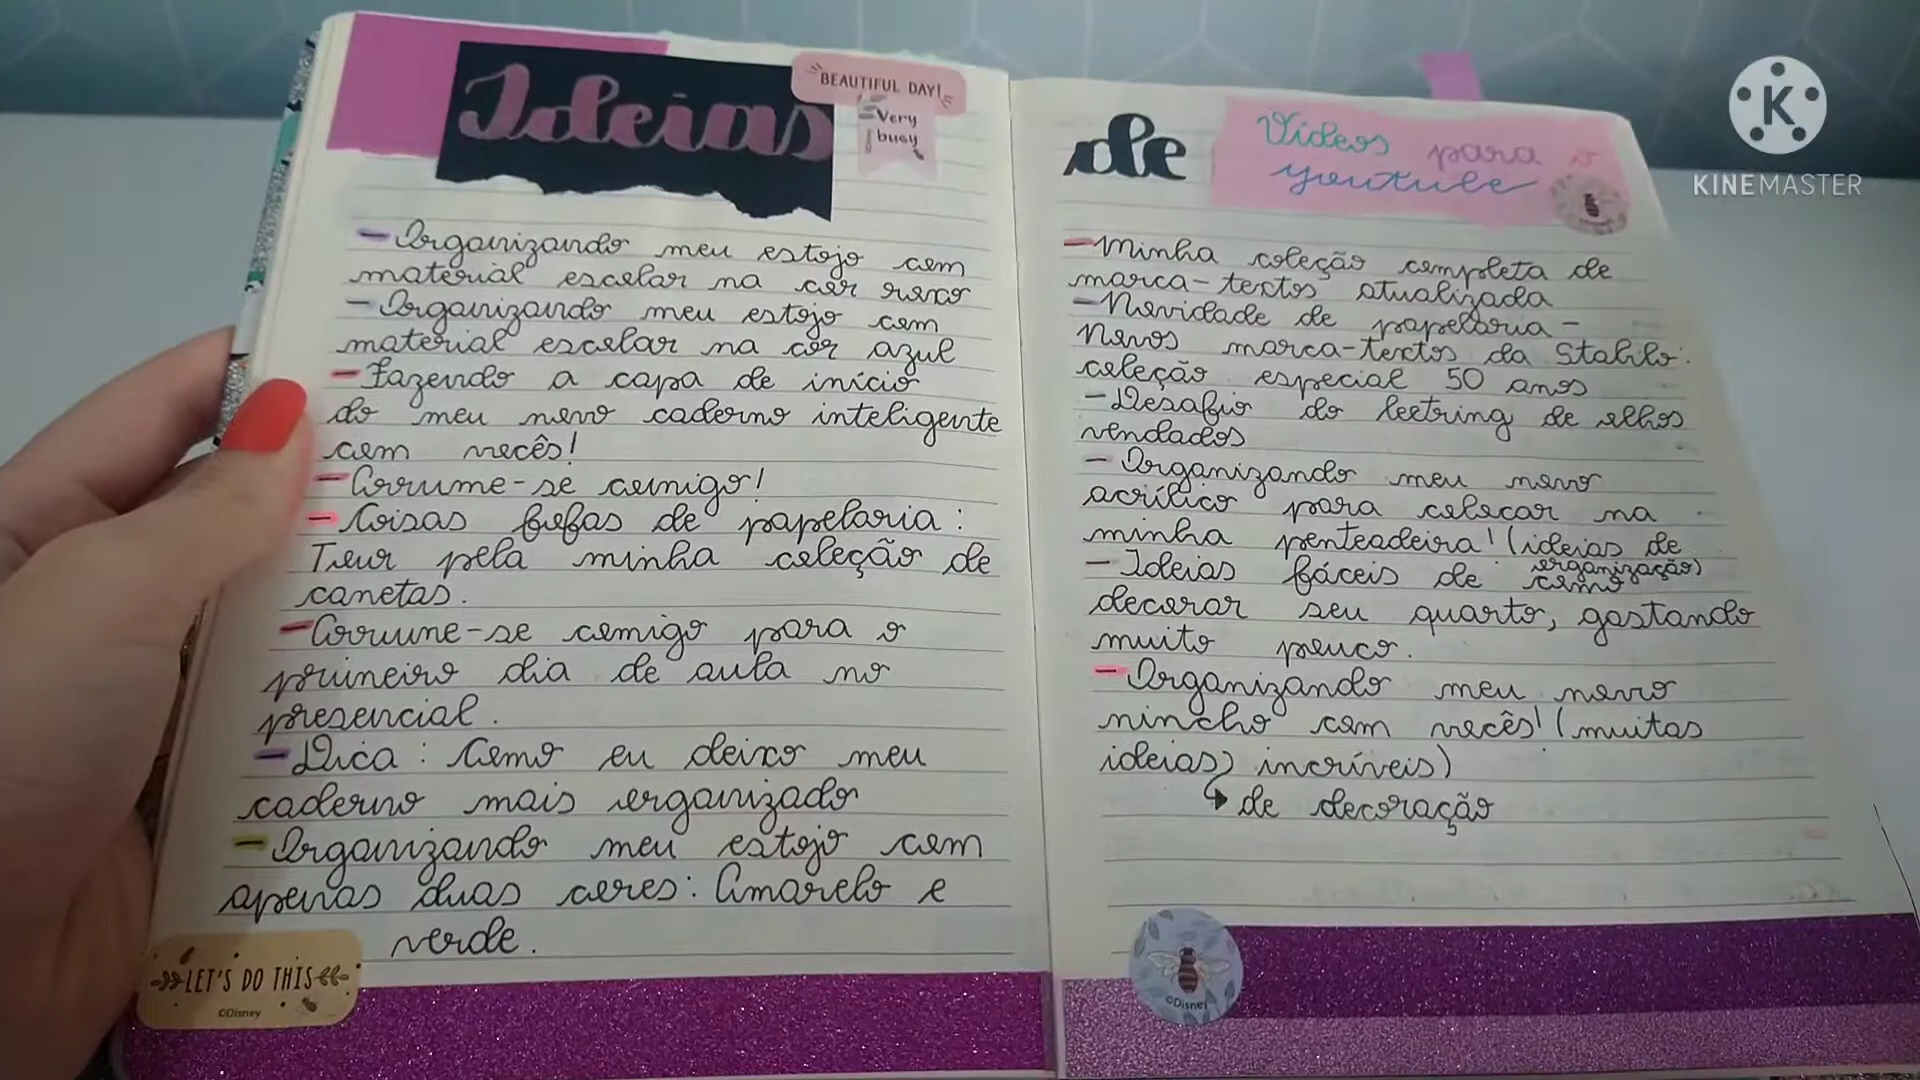 Ideias
BEAUTIFUL DAY!
Very
busy
- Organizando meu estojo com
material escolar na cor roxo
- Organizando meu estojo com
material escolar na cor azul
- Fazendo a capa de início
do meu novo caderno inteligente
com vocês!
- Arrume-se comigo!
- Coisas fofas de papelaria:
Tour pela minha coleção de
canetas.
- Arrume-se comigo para o
primeiro dia de aula no
presencial.
- Dica: Como eu deixo meu
caderno mais organizado
- Organizando meu estojo com
apenas duas cores: Amarelo e
verde.
LET'S DO THIS
©Disney
de
Vídeos para o
youtube
- Minha coleção completa de
marca-textos atualizada
- Novidade de papelaria -
Novos marca-textos da Stabilo:
coleção especial 50 anos
- Desafio do leetring de olhos
vendados
- Organizando meu novo
acrílico para colocar na
minha penteadeira! (ideias de
organização)
- Ideias fáceis de como
decorar seu quarto, gastando
muito pouco.
- Organizando meu novo
nincho com vocês! (muitas
ideias) incríveis)
de decoração
©Disney
K
KINEMASTER